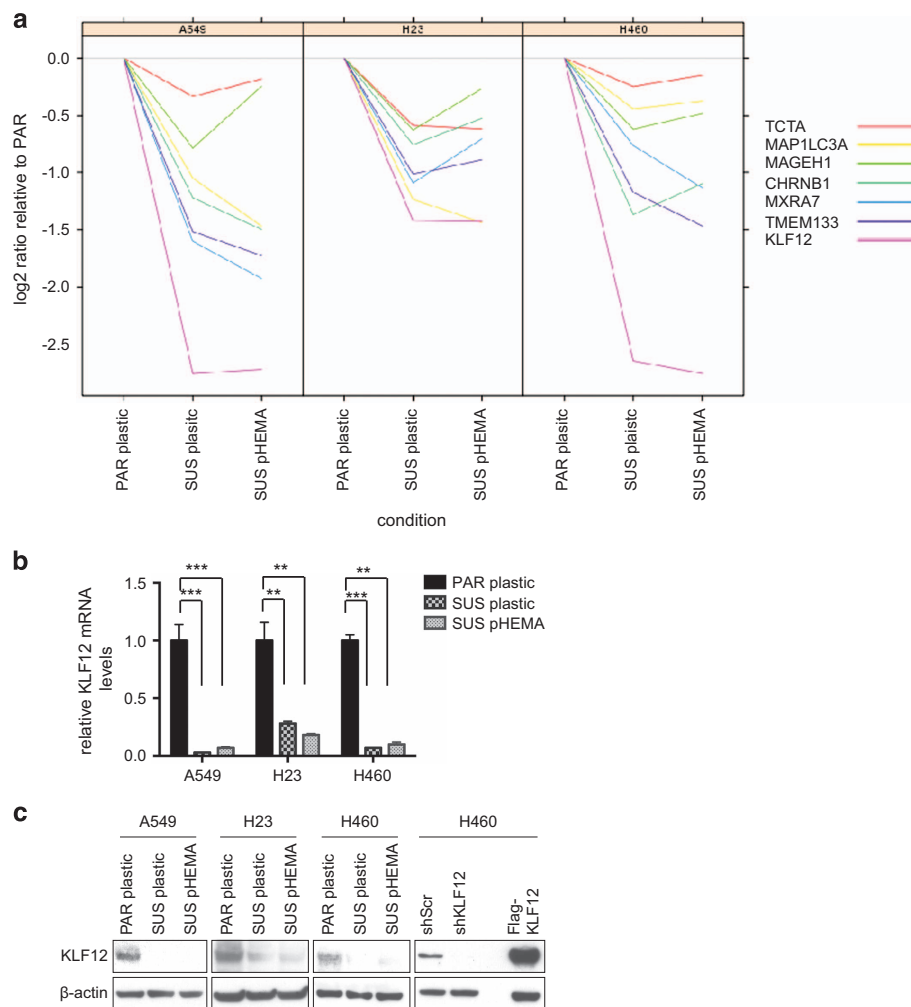 a
A549 H23 H460
0.0
-0.5
-1.0
-1.5
-2.0
-2.5
log2 ratio relative to PAR
PAR plastic SUS plastic SUS pHEMA PAR plastic SUS plastic SUS pHEMA PAR plasitc SUS plaistc SUS pHEMA
condition
TCTA
MAP1LC3A
MAGEH1
CHRNB1
MXRA7
TMEM133
KLF12
b
relative KLF12 mRNA
levels
1.5
1.0
0.5
0.0
*** ** **
*** ** ***
A549 H23 H460
PAR plastic
SUS plastic
SUS pHEMA
c
A549 H23 H460 H460
PAR plastic SUS plastic SUS pHEMA PAR plastic SUS plastic SUS pHEMA PAR plastic SUS plastic SUS pHEMA shScr shKLF12 Flag-
KLF12
KLF12
β-actin